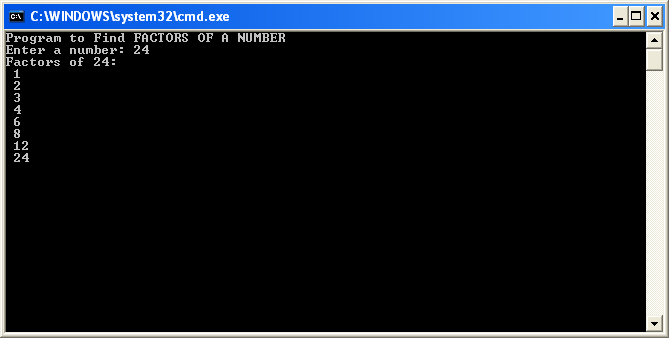 C:\WINDOWS\system32\cmd.exe
Program to Find FACTORS OF A NUMBER
Enter a number: 24
Factors of 24:
1
2
3
4
6
8
12
24